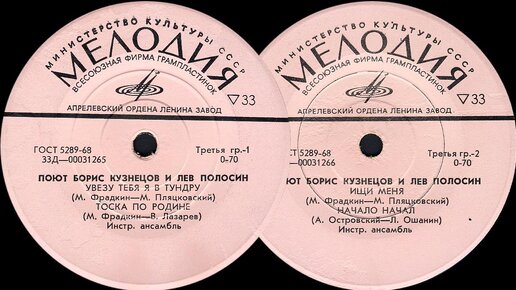 МИНИСТЕРСТВО КУЛЬТУРЫ СССР
МЕЛОДИЯ
ВСЕСОЮЗНАЯ ФИРМА ГРАМПЛАСТИНОК
АПРЕЛЕВСКИЙ ОРДЕНА ЛЕНИНА ЗАВОД
▽33
ГОСТ 5289-68
33Д—00031265
Третья гр.-1
0-70
ПОЮТ БОРИС КУЗНЕЦОВ И ЛЕВ ПОЛОСИН
УВЕЗУ ТЕБЯ Я В ТУНДРУ
(М. Фрадкин—М. Пляцковский)
ТОСКА ПО РОДИНЕ
(М. Фрадкин—В. Лазарев)
Инстр. ансамбль
МИНИСТЕРСТВО КУЛЬТУРЫ СССР
МЕЛОДИЯ
ВСЕСОЮЗНАЯ ФИРМА ГРАМПЛАСТИНОК
АПРЕЛЕВСКИЙ ОРДЕНА ЛЕНИНА ЗАВОД
▽33
ГОСТ 5289-68
33Д—00031266
Третья гр.-2
0-70
ПОЮТ БОРИС КУЗНЕЦОВ И ЛЕВ ПОЛОСИН
ИЩИ МЕНЯ
(М. Фрадкин—М. Пляцковский)
НАЧАЛО НАЧАЛ
(А. Островский—Л. Ошанин)
Инстр. ансамбль